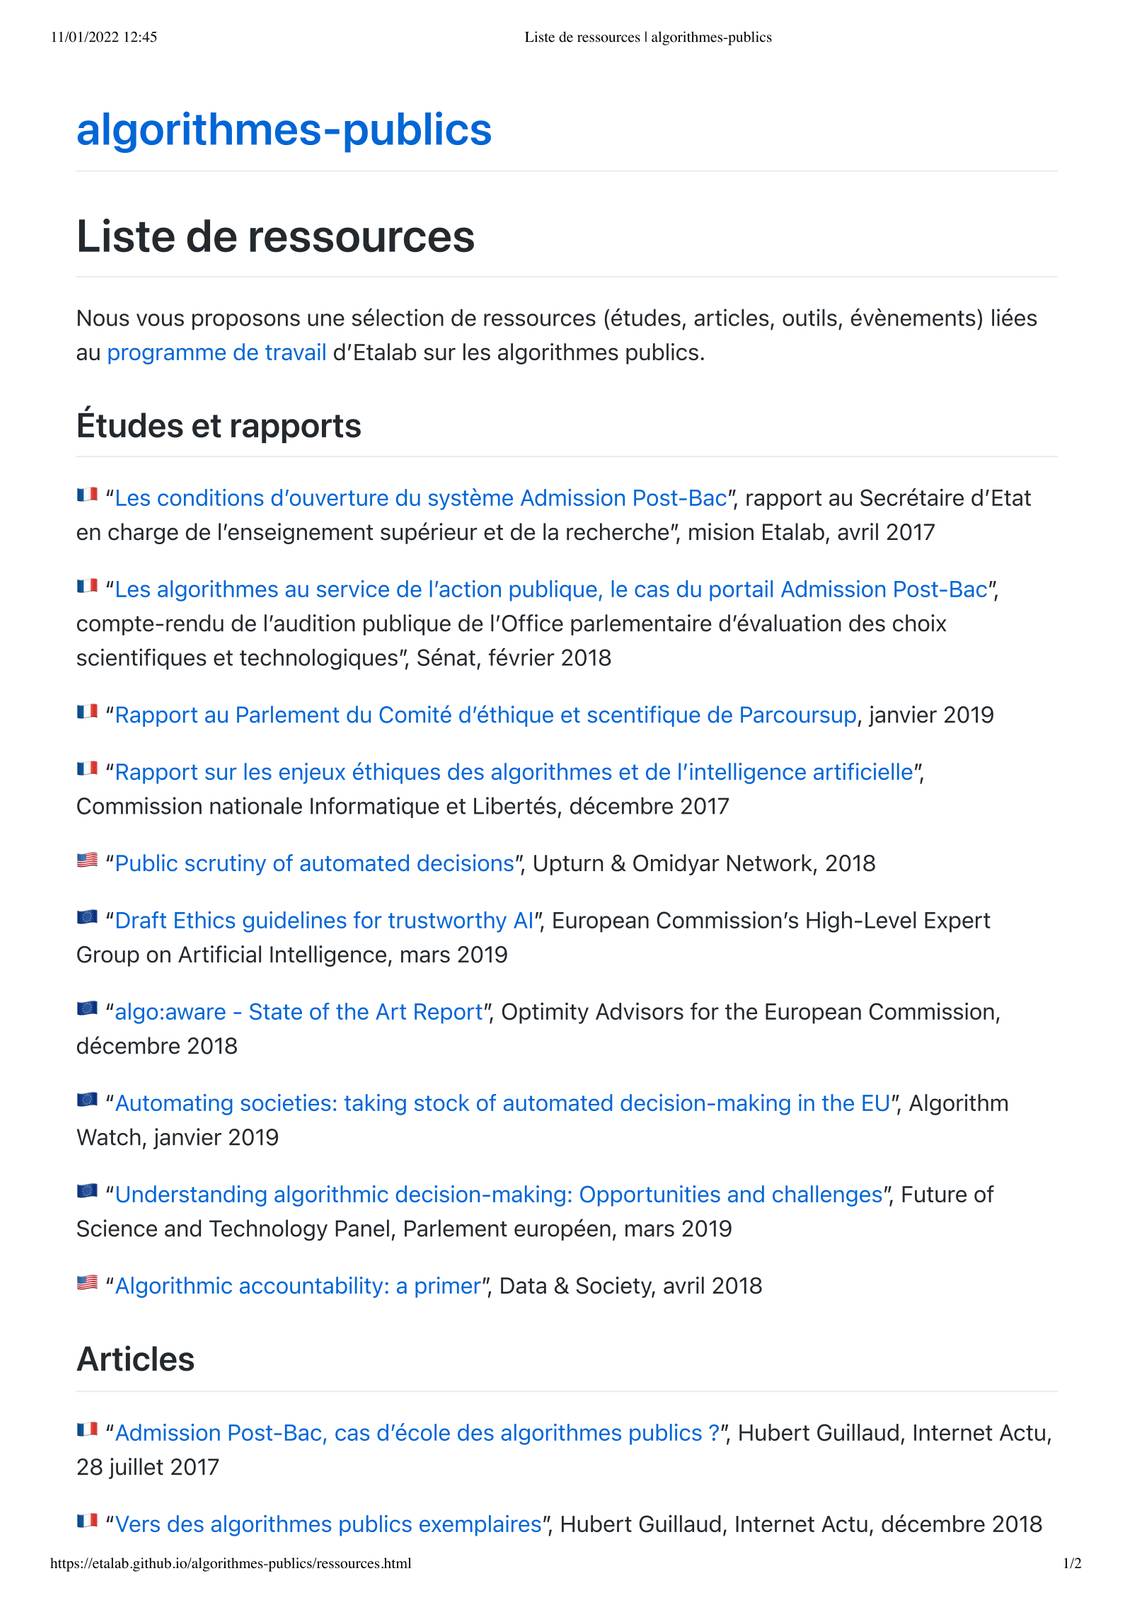 11/01/2022 12:45
Liste de ressources | algorithmes-publics
algorithmes-publics
Liste de ressources
Nous vous proposons une sélection de ressources (études, articles, outils, évènements) liées
au programme de travail d’Etalab sur les algorithmes publics.
Études et rapports
“Les conditions d’ouverture du système Admission Post-Bac”, rapport au Secrétaire d’Etat
en charge de l’enseignement supérieur et de la recherche”, mision Etalab, avril 2017
“Les algorithmes au service de l’action publique, le cas du portail Admission Post-Bac”,
compte-rendu de l’audition publique de l’Office parlementaire d’évaluation des choix
scientifiques et technologiques”, Sénat, février 2018
“Rapport au Parlement du Comité d’éthique et scentifique de Parcoursup, janvier 2019
“Rapport sur les enjeux éthiques des algorithmes et de l’intelligence artificielle”,
Commission nationale Informatique et Libertés, décembre 2017
“Public scrutiny of automated decisions”, Upturn & Omidyar Network, 2018
“Draft Ethics guidelines for trustworthy AI”, European Commission’s High-Level Expert
Group on Artificial Intelligence, mars 2019
“algo:aware - State of the Art Report”, Optimity Advisors for the European Commission,
décembre 2018
“Automating societies: taking stock of automated decision-making in the EU”, Algorithm
Watch, janvier 2019
“Understanding algorithmic decision-making: Opportunities and challenges”, Future of
Science and Technology Panel, Parlement européen, mars 2019
“Algorithmic accountability: a primer”, Data & Society, avril 2018
Articles
“Admission Post-Bac, cas d’école des algorithmes publics ?”, Hubert Guillaud, Internet Actu,
28 juillet 2017
“Vers des algorithmes publics exemplaires”, Hubert Guillaud, Internet Actu, décembre 2018
https://etalab.github.io/algorithmes-publics/ressources.html
1/2